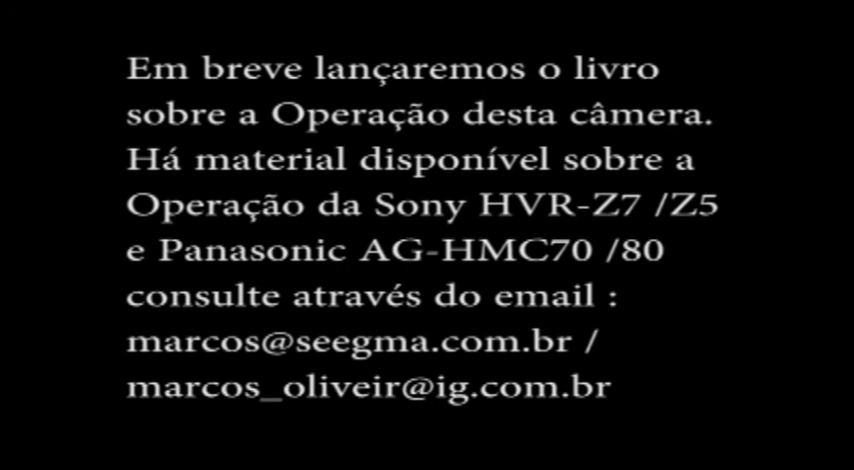 Em breve lançaremos o livro
sobre a Operação desta câmera.
Há material disponível sobre a
Operação da Sony HVR-Z7 /Z5
e Panasonic AG-HMC70 /80
consulte através do email :
marcos@seegma.com.br /
marcos_oliveir@ig.com.br